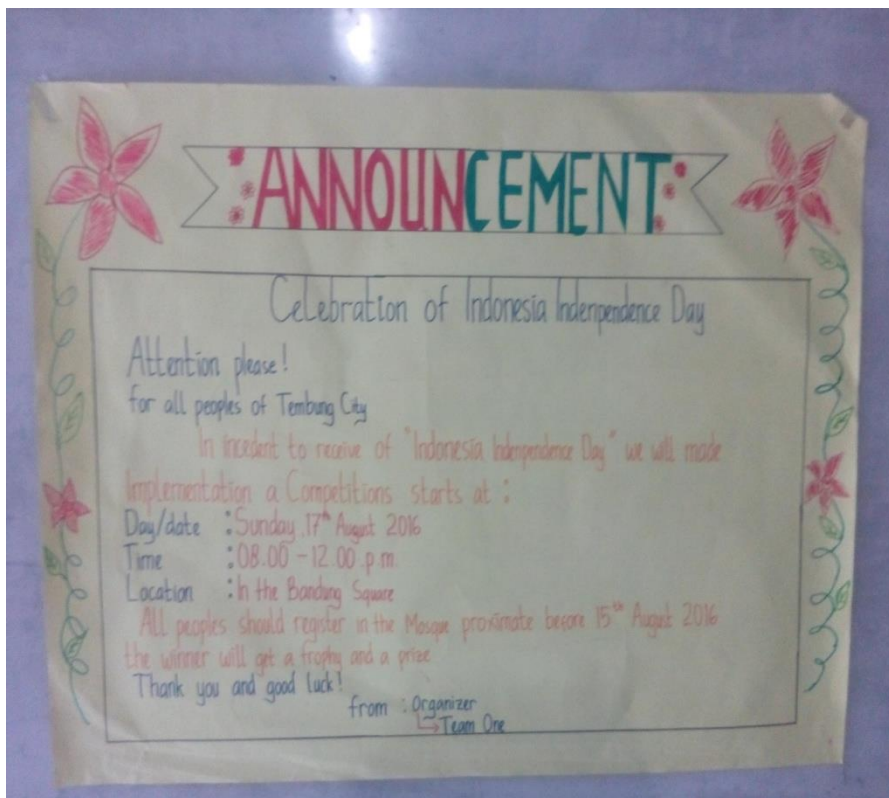 ANNOUNCEMENT
Celebration of Indonesia Indenpendence Day
Attention please!
for all peoples of Tembung City
In incedent to receive of "Indonesia Indenpendence Day" we will made
Implementation a Competitions starts at :
Day/date : Sunday, 17th August 2016
Time : 08.00 - 12.00 p.m
Location : In the Bandung Square
All peoples should register in the Mosque proximate before 15th August 2016
the winner will get a trophy and a prize
Thank you and good luck!
from : Organizer
Team One